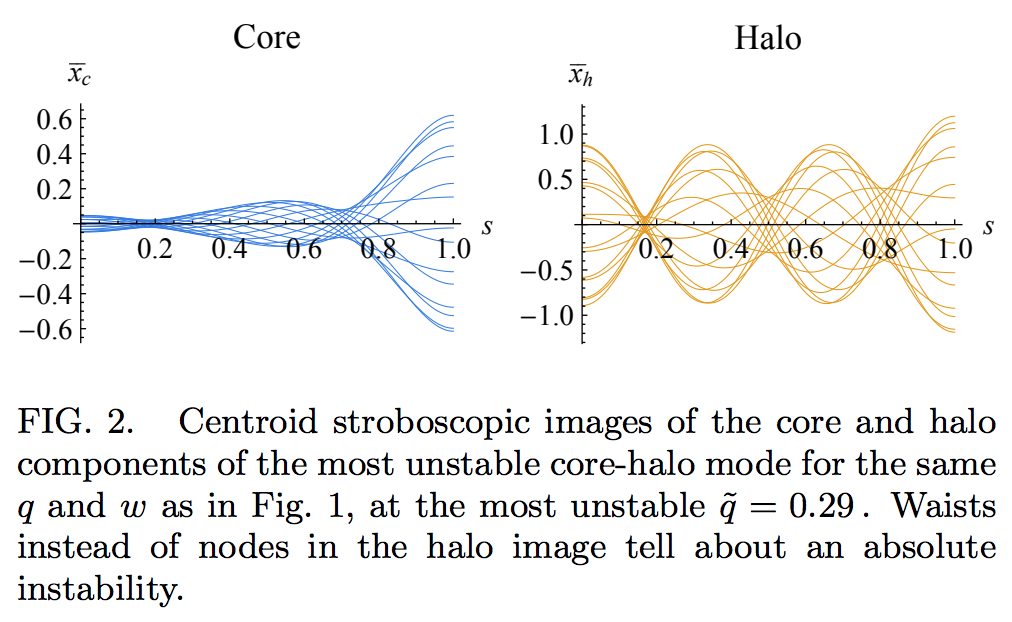 Core
Halo
x̄c
x̄h
0.6
0.4
0.2
−0.2
−0.4
−0.6
0.2 0.4 0.6 0.8 1.0 s
1.0
0.5
−0.5
−1.0
0.2 0.4 0.6 0.8 1.0 s
FIG. 2. Centroid stroboscopic images of the core and halo
components of the most unstable core-halo mode for the same
q and w as in Fig. 1, at the most unstable q̃ = 0.29 . Waists
instead of nodes in the halo image tell about an absolute
instability.